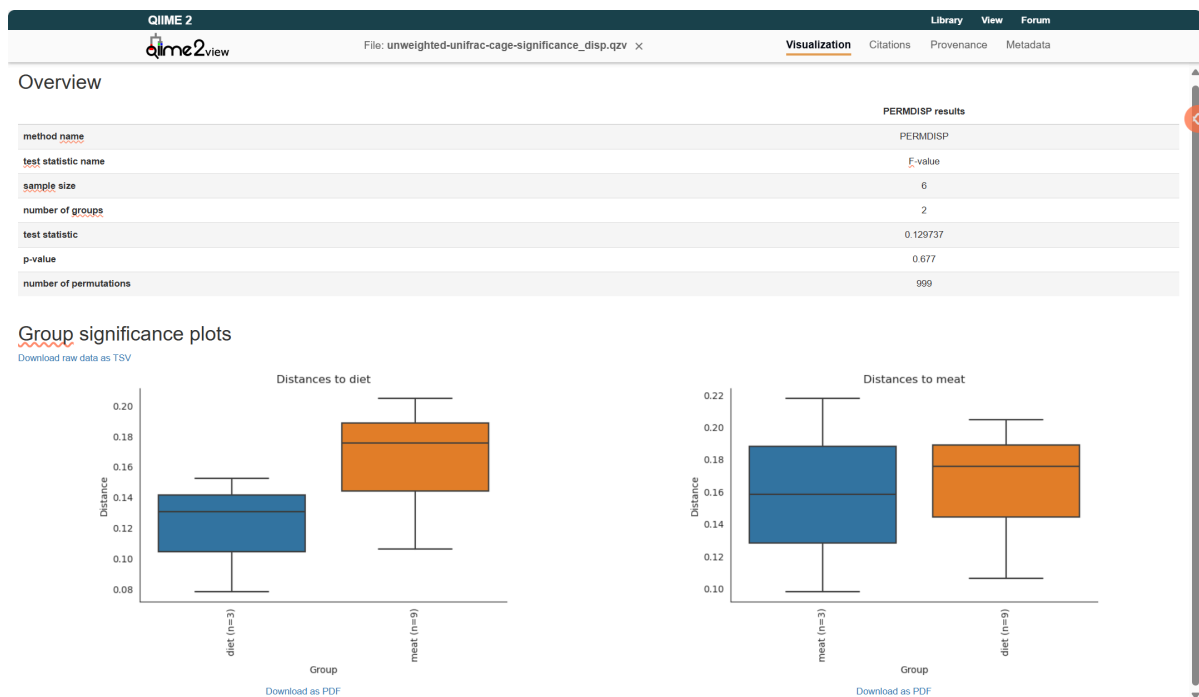 QIIME 2 Library View Forum
qiime2view File: unweighted-unifrac-cage-significance_disp.qzv × Visualization Citations Provenance Metadata
Overview
PERMDISP results
method name PERMDISP
test statistic name F-value
sample size 6
number of groups 2
test statistic 0.129737
p-value 0.677
number of permutations 999
Group significance plots
Download raw data as TSV
Distances to diet
0.20
0.18
0.16
0.14
0.12
0.10
0.08
Distance
diet (n=3)
meat (n=9)
Group
Download as PDF
Distances to meat
0.22
0.20
0.18
0.16
0.14
0.12
0.10
Distance
meat (n=3)
diet (n=9)
Group
Download as PDF